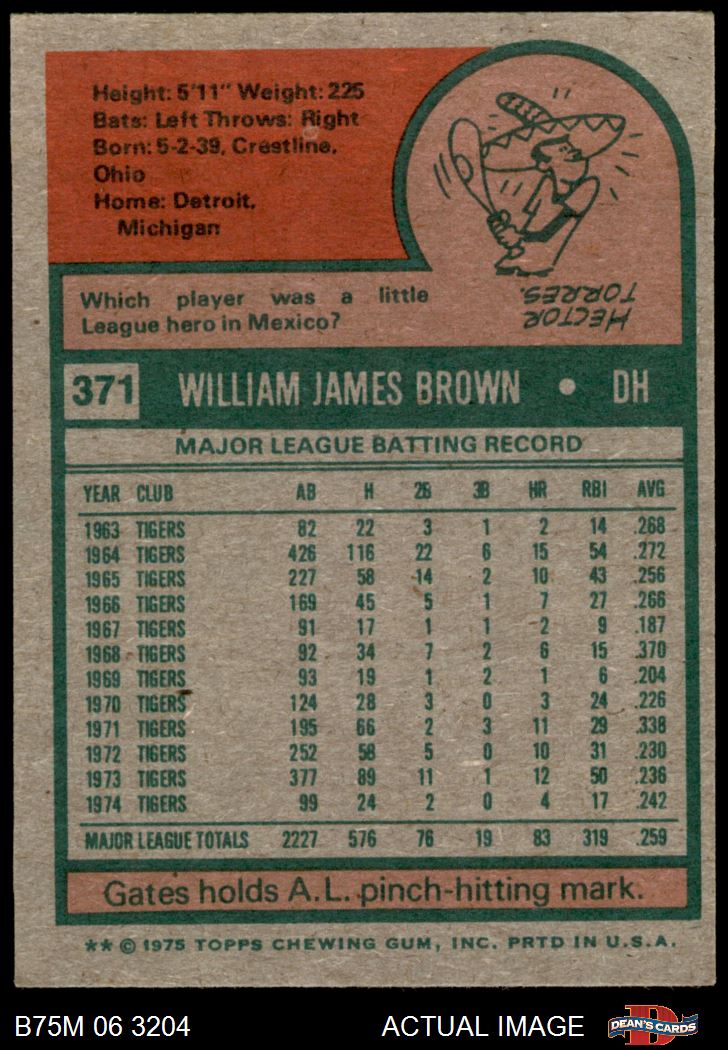 Height: 5'11" Weight: 225
Bats: Left Throws: Right
Born: 5-2-39, Crestline,
Ohio
Home: Detroit,
Michigan
Which player was a little
League hero in Mexico?
HECTOR
TORRES.
371 WILLIAM JAMES BROWN • DH
MAJOR LEAGUE BATTING RECORD
YEAR CLUB AB H 2B 3B HR RBI AVG
1963 TIGERS 82 22 3 1 2 14 .268
1964 TIGERS 426 116 22 6 15 54 .272
1965 TIGERS 227 58 14 2 10 43 .256
1966 TIGERS 169 45 5 1 7 27 .266
1967 TIGERS 91 17 1 1 2 9 .187
1968 TIGERS 92 34 7 2 6 15 .370
1969 TIGERS 93 19 1 2 1 6 .204
1970 TIGERS 124 28 3 0 3 24 .226
1971 TIGERS 195 66 2 3 11 29 .338
1972 TIGERS 252 58 5 0 10 31 .230
1973 TIGERS 377 89 11 1 12 50 .236
1974 TIGERS 99 24 2 0 4 17 .242
MAJOR LEAGUE TOTALS 2227 576 76 19 83 319 .259
Gates holds A.L. pinch-hitting mark.
** © 1975 TOPPS CHEWING GUM, INC. PRTD IN U.S.A.
B75M 06 3204 ACTUAL IMAGE DEAN'S CARDS